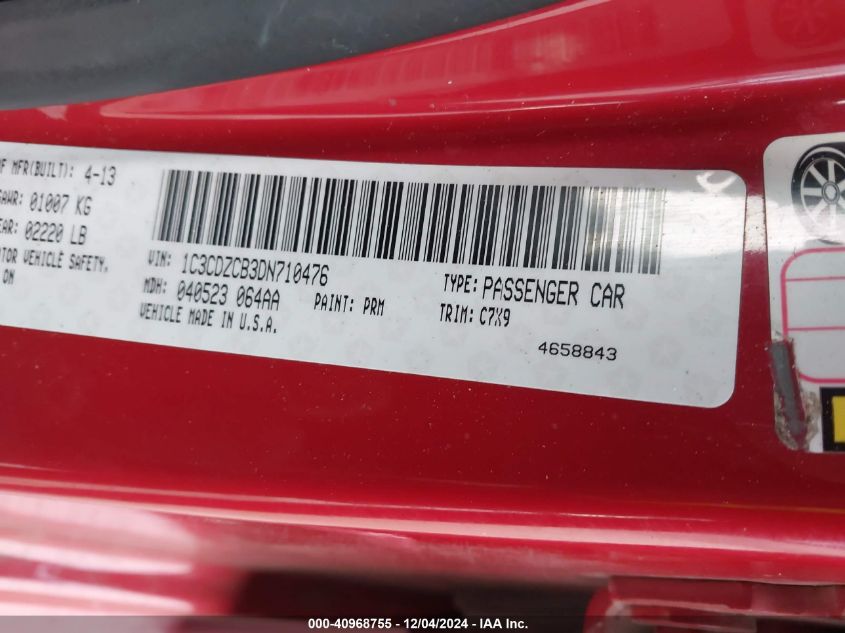 OF MFR(BUILT): 4-13
GAWR: 01007 KG
EAR: 02220 LB
OTOR VEHICLE SAFETY.
ON
VIN: 1C3CDZCB3DN710476
MDH: 040523 064AA
PAINT: PRM
VEHICLE MADE IN U.S.A.
TYPE: PASSENGER CAR
TRIM: C7X9
4658843
000-40968755 - 12/04/2024 - IAA Inc.